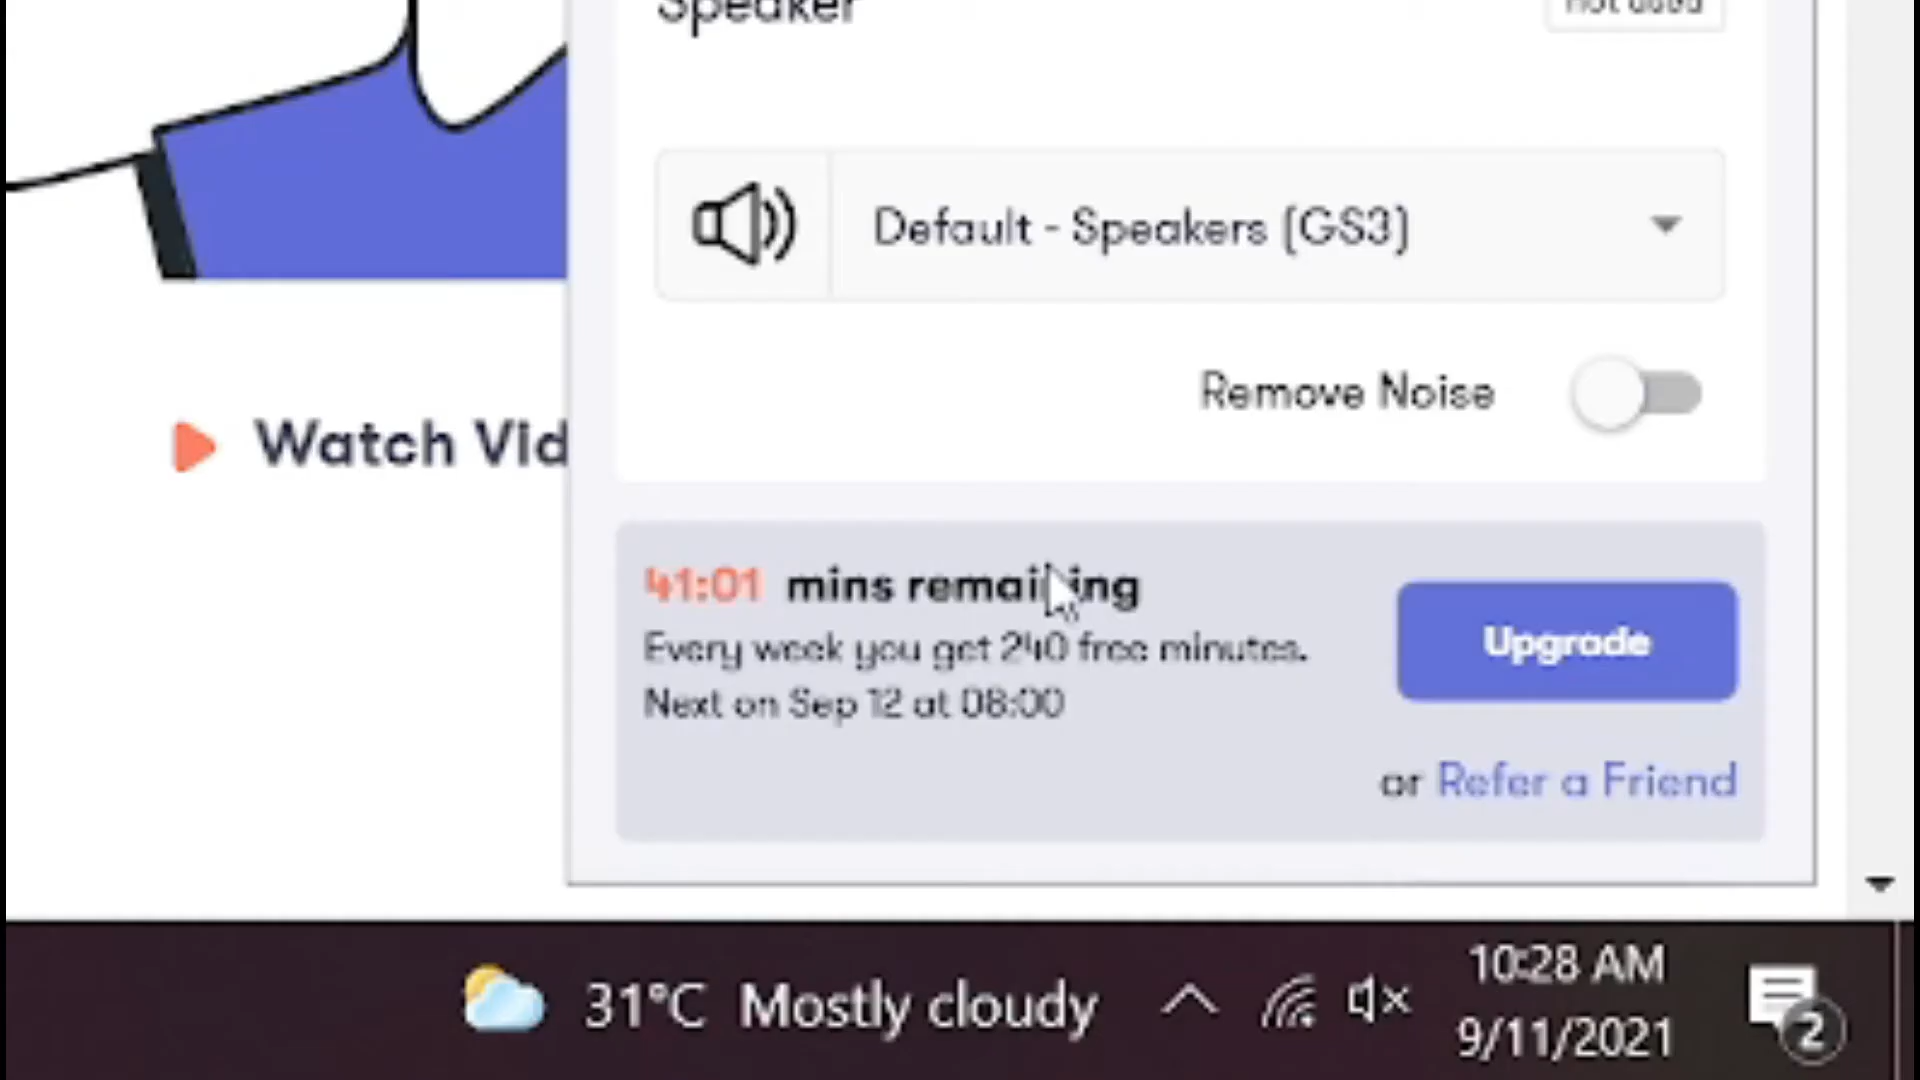 Speaker
not used
Default - Speakers (GS3)
Remove Noise
Watch Vid
41:01 mins remaining
Every week you get 240 free minutes.
Next on Sep 12 at 08:00
Upgrade
or Refer a Friend
31°C Mostly cloudy
10:28 AM
9/11/2021
2